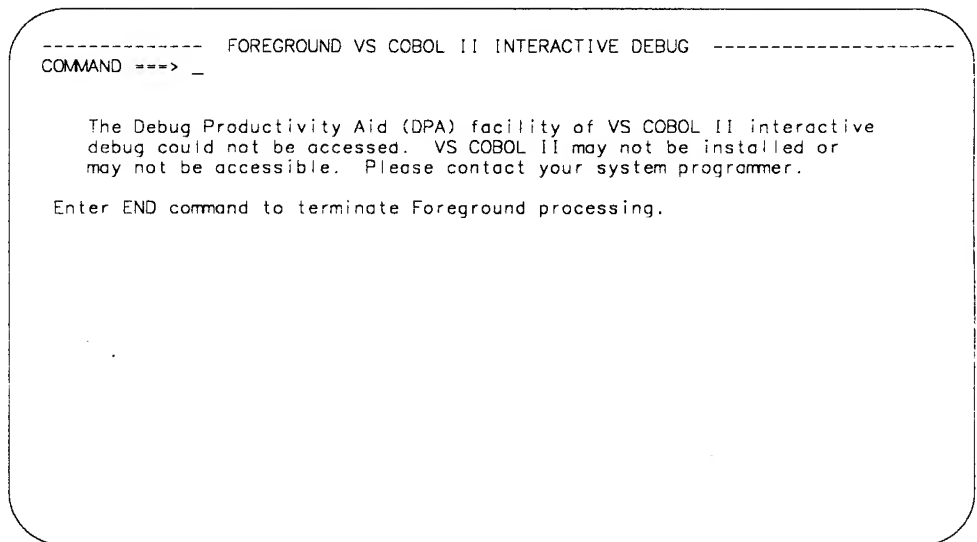 -------------- FOREGROUND VS COBOL II INTERACTIVE DEBUG ---------------------
COMMAND ===> _
The Debug Productivity Aid (DPA) facility of VS COBOL II interactive
debug could not be accessed. VS COBOL II may not be installed or
may not be accessible. Please contact your system programmer.
Enter END command to terminate Foreground processing.